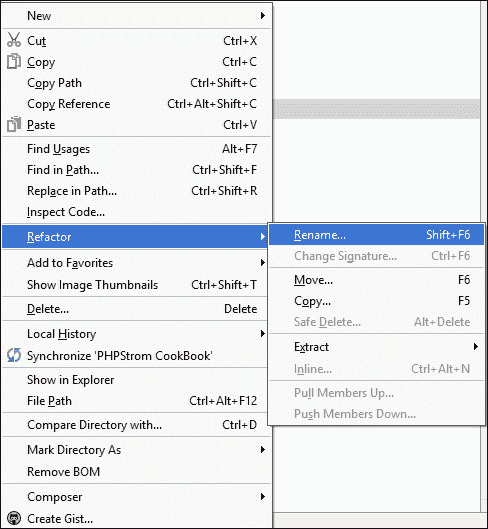 New
Cut Ctrl+X
Copy Ctrl+C
Copy Path Ctrl+Shift+C
Copy Reference Ctrl+Alt+Shift+C
Paste Ctrl+V
Find Usages Alt+F7
Find in Path... Ctrl+Shift+F
Replace in Path... Ctrl+Shift+R
Inspect Code...
Refactor
Add to Favorites
Show Image Thumbnails Ctrl+Shift+T
Delete... Delete
Local History
Synchronize 'PHPStrom CookBook'
Show in Explorer
File Path Ctrl+Alt+F12
Compare Directory with... Ctrl+D
Mark Directory As
Remove BOM
Composer
Create Gist...
Rename... Shift+F6
Change Signature... Ctrl+F6
Move... F6
Copy... F5
Safe Delete... Alt+Delete
Extract
Inline... Ctrl+Alt+N
Pull Members Up...
Push Members Down...